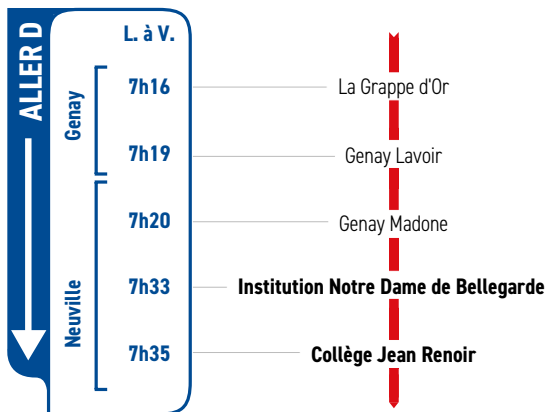 ALLER D
L. à V.
Genay
7h16 La Grappe d'Or
7h19 Genay Lavoir
Neuville
7h20 Genay Madone
7h33 Institution Notre Dame de Bellegarde
7h35 Collège Jean Renoir